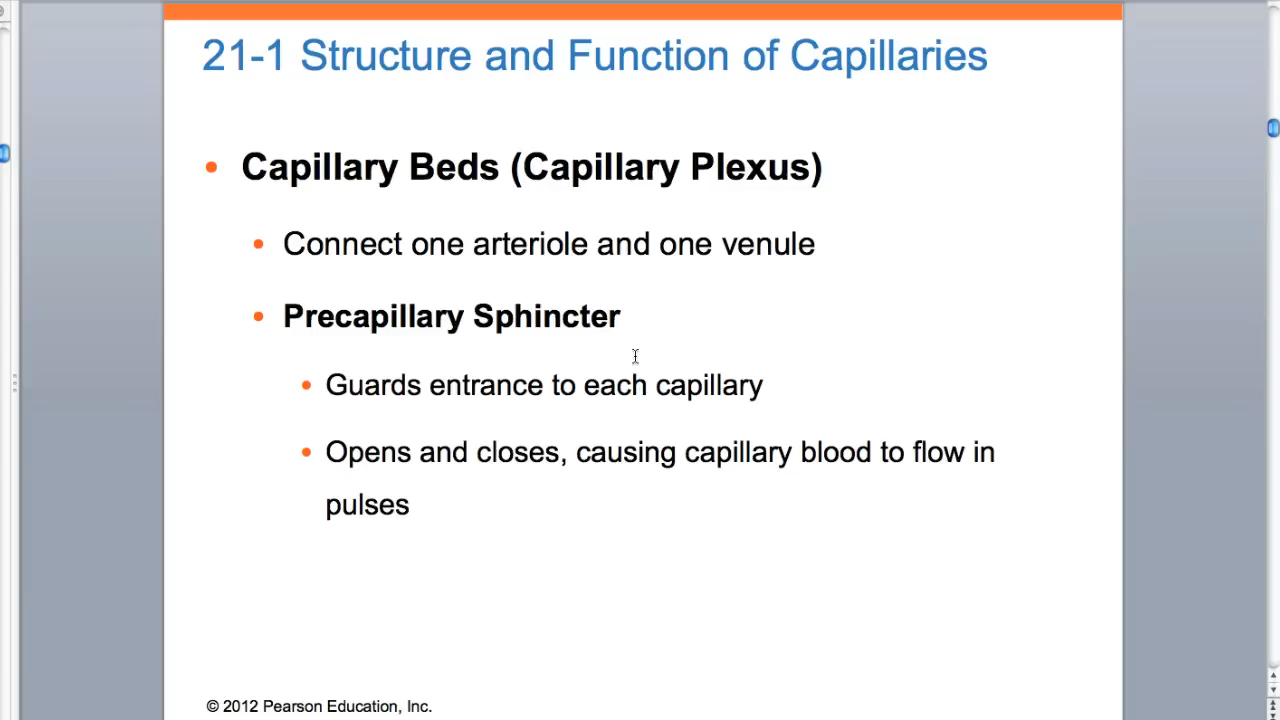 21-1 Structure and Function of Capillaries
• Capillary Beds (Capillary Plexus)
• Connect one arteriole and one venule
• Precapillary Sphincter
• Guards entrance to each capillary
• Opens and closes, causing capillary blood to flow in
pulses
© 2012 Pearson Education, Inc.